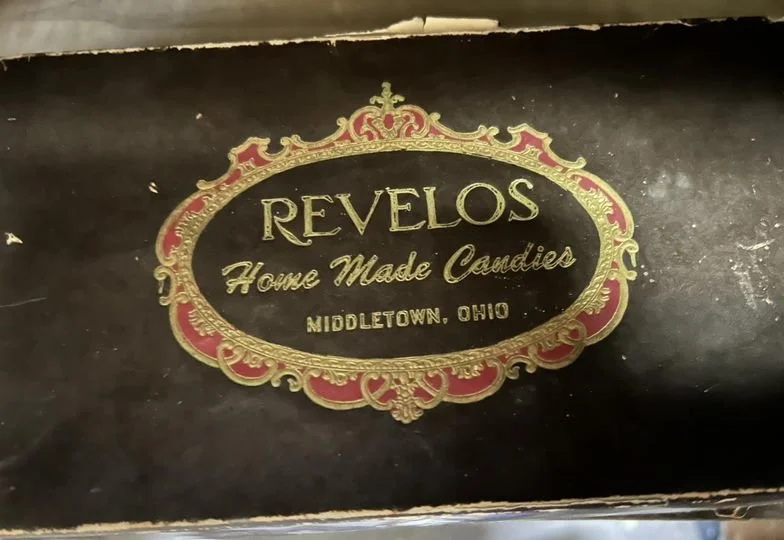 REVELOS
Home Made Candies
MIDDLETOWN, OHIO